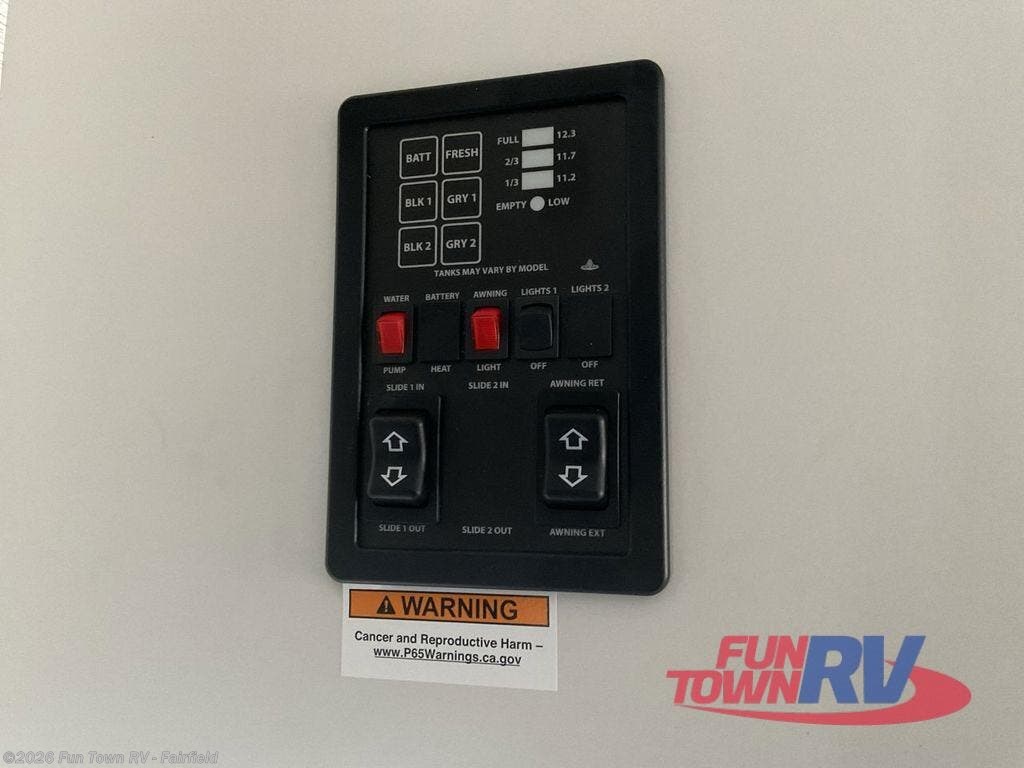 BATT FRESH FULL 12.3
2/3 11.7
BLK 1 GRY 1 1/3 11.2
EMPTY LOW
BLK 2 GRY 2
TANKS MAY VARY BY MODEL
WATER BATTERY AWNING LIGHTS 1 LIGHTS 2
PUMP HEAT LIGHT OFF OFF
SLIDE 1 IN SLIDE 2 IN AWNING RET
SLIDE 1 OUT SLIDE 2 OUT AWNING EXT
WARNING
Cancer and Reproductive Harm –
www.P65Warnings.ca.gov
FUN TOWN RV
©2026 Fun Town RV - Fairfield